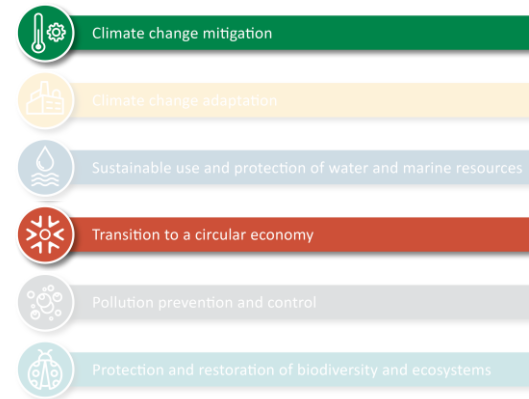 Climate change mitigation
Climate change adaptation
Sustainable use and protection of water and marine resources
Transition to a circular economy
Pollution prevention and control
Protection and restoration of biodiversity and ecosystems